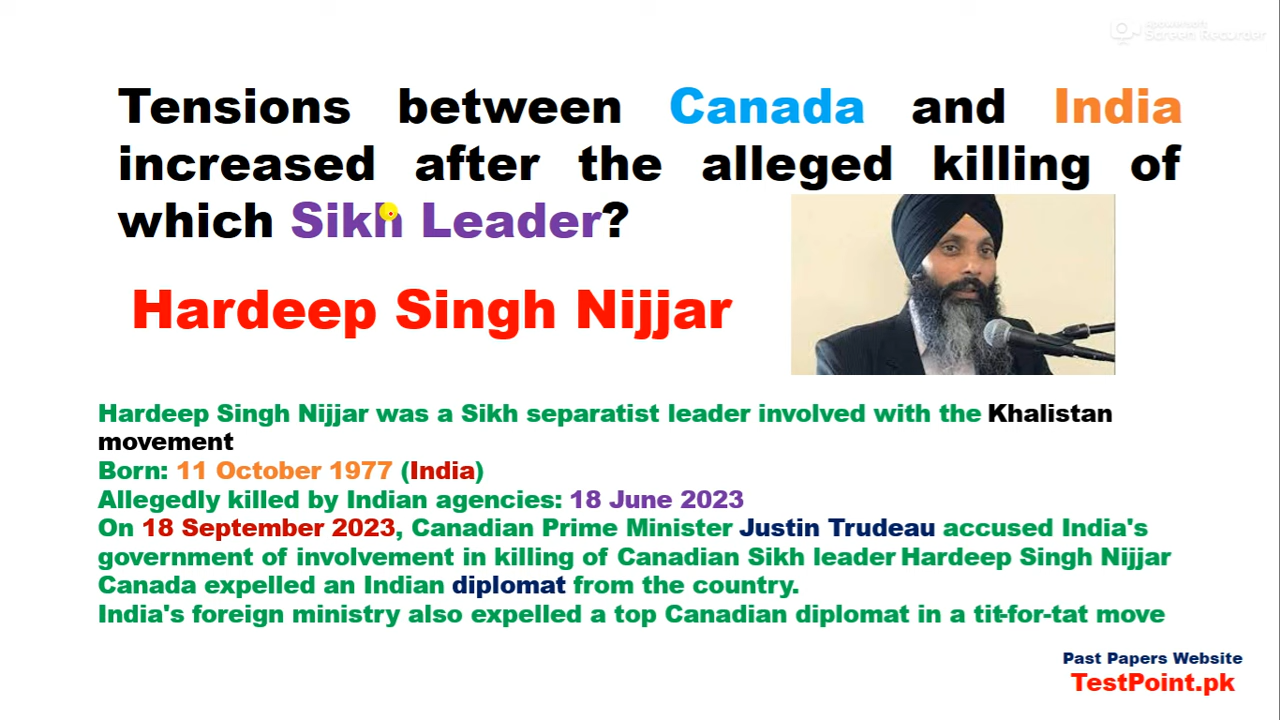 Apowersoft
Screen Recorder
Tensions between Canada and India
increased after the alleged killing of
which Sikh Leader?
Hardeep Singh Nijjar
Hardeep Singh Nijjar was a Sikh separatist leader involved with the Khalistan
movement
Born: 11 October 1977 (India)
Allegedly killed by Indian agencies: 18 June 2023
On 18 September 2023, Canadian Prime Minister Justin Trudeau accused India's
government of involvement in killing of Canadian Sikh leader Hardeep Singh Nijjar
Canada expelled an Indian diplomat from the country.
India's foreign ministry also expelled a top Canadian diplomat in a tit-for-tat move
Past Papers Website
TestPoint.pk